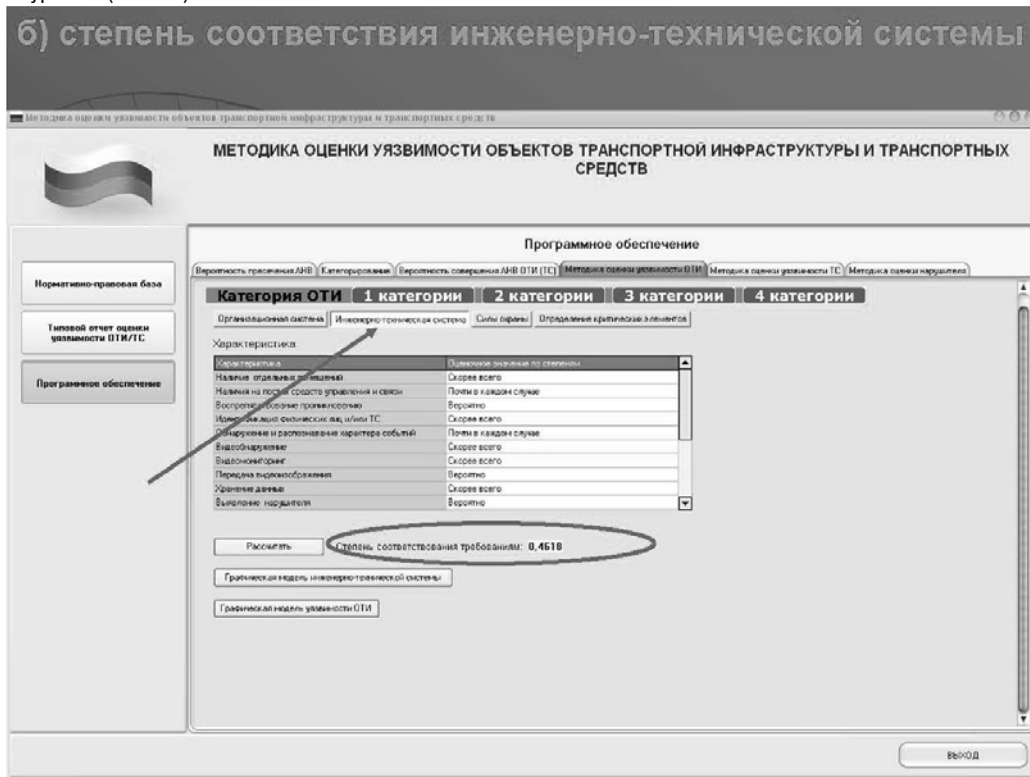 б) степень соответствия инженерно-технической системы
Методика оценки уязвимости объектов транспортной инфраструктуры и транспортных средств
МЕТОДИКА ОЦЕНКИ УЯЗВИМОСТИ ОБЪЕКТОВ ТРАНСПОРТНОЙ ИНФРАСТРУКТУРЫ И ТРАНСПОРТНЫХ
СРЕДСТВ
Программное обеспечение
Вероятность пресечения АНВ Категорирование Вероятность совершения АНВ ОТИ (ТС) Методика оценки уязвимости ОТИ Методика оценки уязвимости ТС Методика оценки нарушителя
Нормативно-правовая база
Типовой отчет оценки
уязвимости ОТИ/ТС
Программное обеспечение
Категория ОТИ 1 категории 2 категории 3 категории 4 категории
Организационная система Инженерно-техническая система Силы охраны Определение критических элементов
Характеристика
Характеристика Оценочное значение по степеням
Наличие отдельных помещений Скорее всего
Наличия на постах средств управления и связи Почти в каждом случае
Воспрепятствование проникновению Вероятно
Идентификация физических лиц и/или ТС Скорее всего
Обнаружение и распознавание характера событий Почти в каждом случае
Видеобнаружение Скорее всего
Видеомониторинг Скорее всего
Передача видеоизображения Вероятно
Хранение данных Скорее всего
Выявление нарушителя Вероятно
Рассчитать Степень соответствования требованиям: 0,4618
Графическая модель инженерно-технической системы
Графическая модель уязвимости ОТИ
ВЫХОД